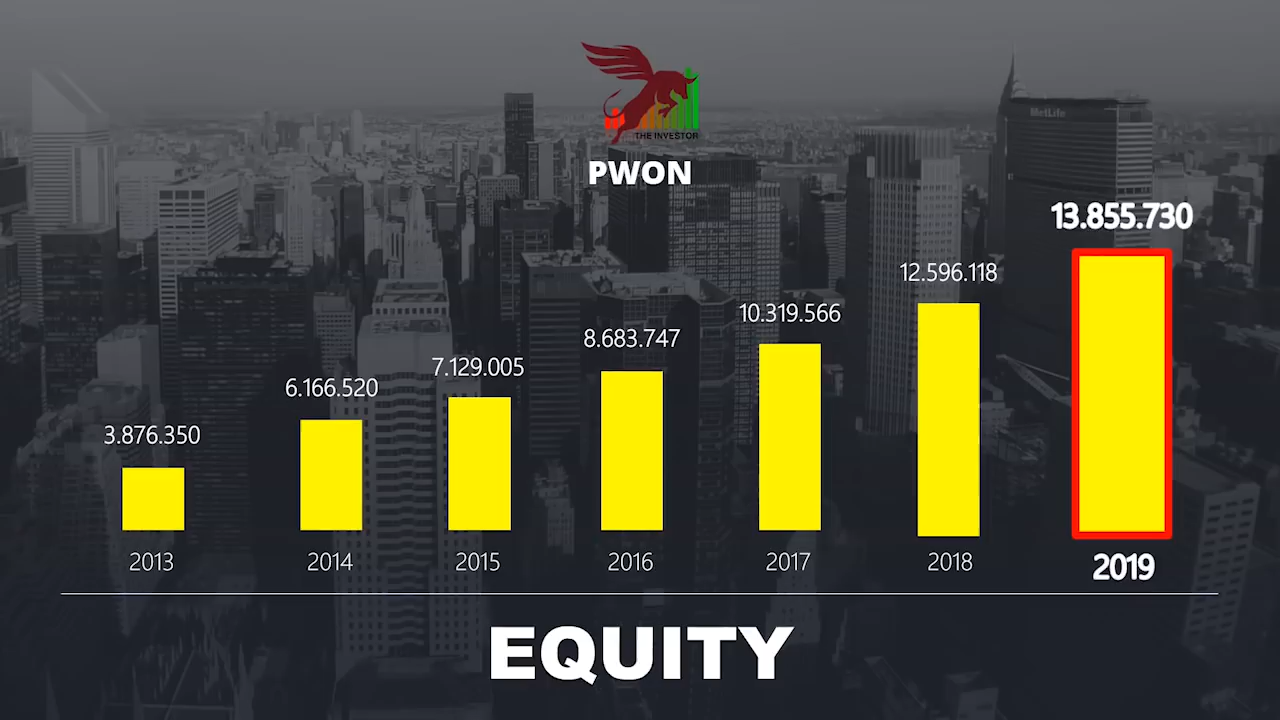 MetLife
THE INVESTOR
PWON
13.855.730
12.596.118
10.319.566
8.683.747
7.129.005
6.166.520
3.876.350
2013 2014 2015 2016 2017 2018 2019
EQUITY